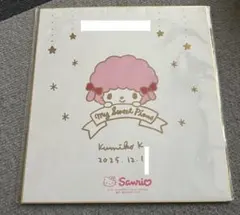 My Sweet Piano
Kumiko K
2025. 12. 1
Sanrio